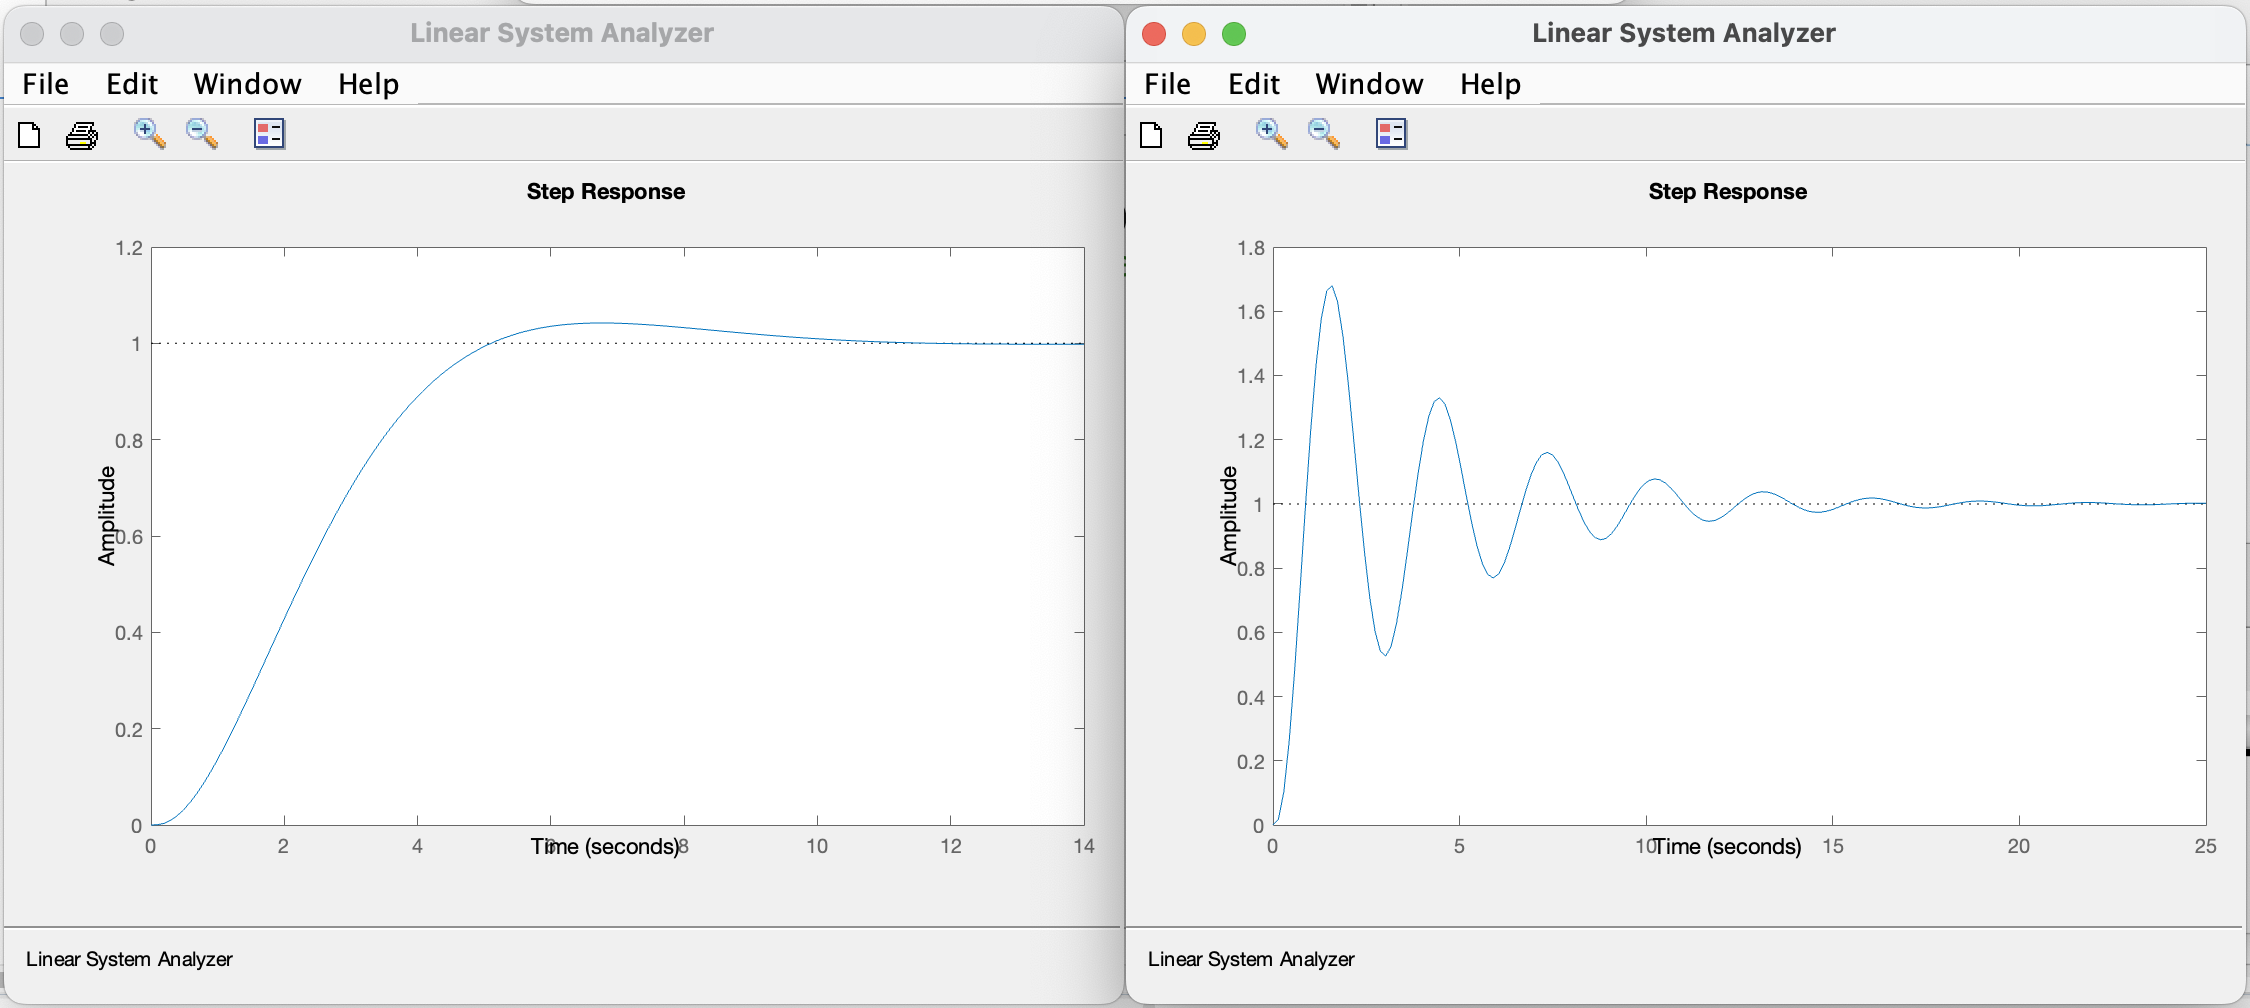 Linear System Analyzer
File Edit Window Help
Step Response
1.2
1
0.8
0.6
0.4
0.2
0
Amplitude
0 2 4 6 8 10 12 14
Time (seconds)
Linear System Analyzer
Linear System Analyzer
File Edit Window Help
Step Response
1.8
1.6
1.4
1.2
1
0.8
0.6
0.4
0.2
0
Amplitude
0 5 10 15 20 25
Time (seconds)
Linear System Analyzer